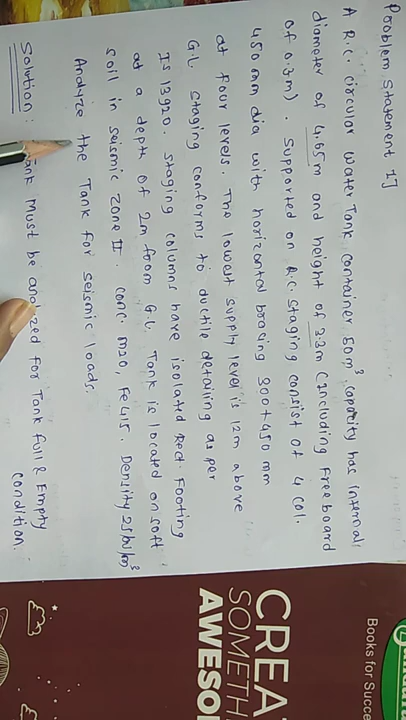 Problem Statement 1]
A R.C. circular water Tank container 50m³ capacity has internal
diameter of 4.65m and height of 3.3m (Including Freeboard
of 0.3m). Supported on R.C. Staging consist of 4 col.
450mm dia with horizontal bracing 300+450 mm
at four levels. The lowest supply level is 12m above
G.L. staging conforms to ductile detailing as per
IS 13920. Staging columns have isolated Rect. Footing
at a depth of 2m from G.L. Tank is located on soft
soil in seismic zone II. Conc. M20, Fe415. Density 25kN/m³
Analyze the Tank for seismic loads.
Solution: Must be analyzed for Tank full & Empty
condition.
CREA
SOMETH
AWESO
Books for Succe